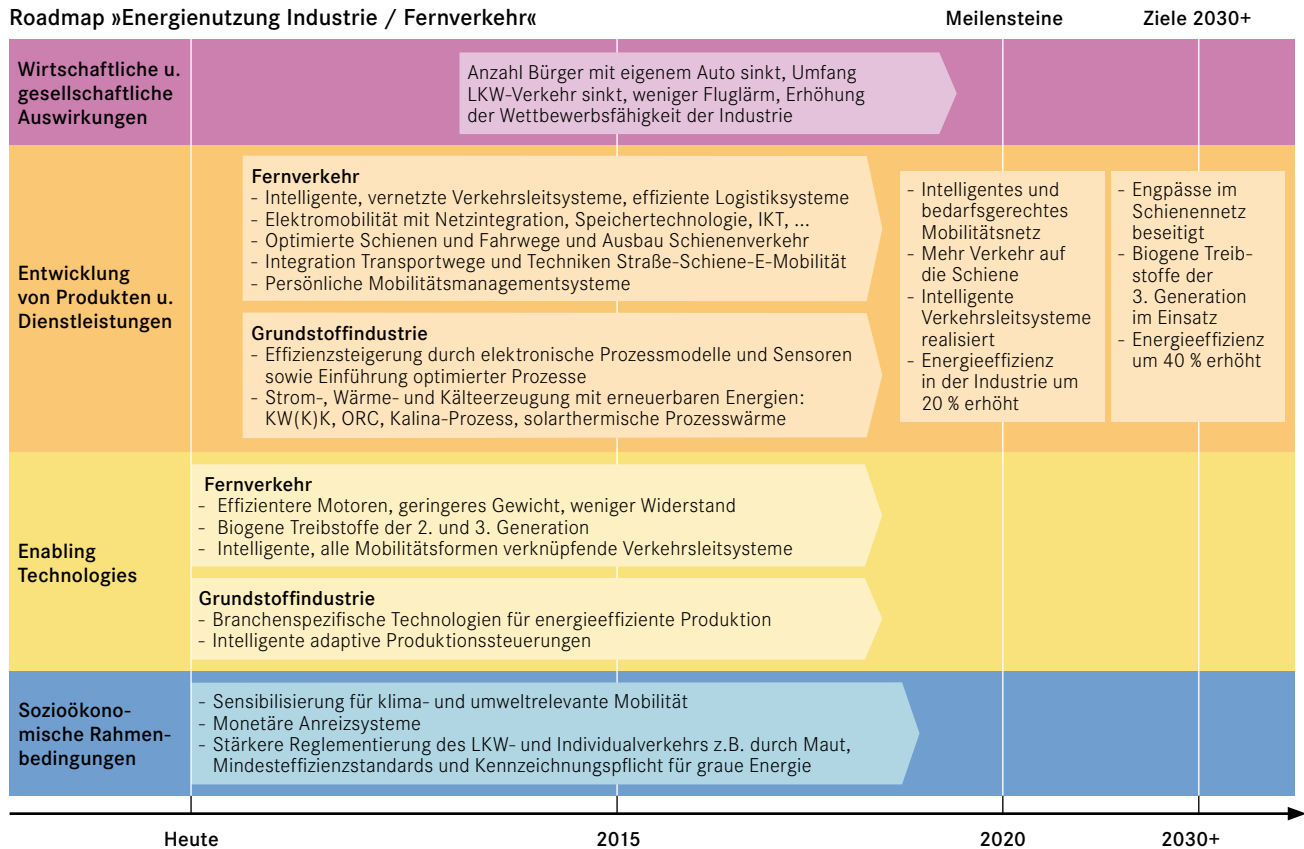 Roadmap »Energienutzung Industrie / Fernverkehr«
Meilensteine
Ziele 2030+
Wirtschaftliche u.
gesellschaftliche
Auswirkungen
Anzahl Bürger mit eigenem Auto sinkt, Umfang
LKW-Verkehr sinkt, weniger Fluglärm, Erhöhung
der Wettbewerbsfähigkeit der Industrie
Entwicklung
von Produkten u.
Dienstleistungen
Fernverkehr
- Intelligente, vernetzte Verkehrsleitsysteme, effiziente Logistiksysteme
- Elektromobilität mit Netzintegration, Speichertechnologie, IKT, ...
- Optimierte Schienen und Fahrwege und Ausbau Schienenverkehr
- Integration Transportwege und Techniken Straße-Schiene-E-Mobilität
- Persönliche Mobilitätsmanagementsysteme
Grundstoffindustrie
- Effizienzsteigerung durch elektronische Prozessmodelle und Sensoren
sowie Einführung optimierter Prozesse
- Strom-, Wärme- und Kälteerzeugung mit erneuerbaren Energien:
KW(K)K, ORC, Kalina-Prozess, solarthermische Prozesswärme
- Intelligentes und
bedarfsgerechtes
Mobilitätsnetz
- Mehr Verkehr auf
die Schiene
- Intelligente
Verkehrsleitsysteme
realisiert
- Energieeffizienz
in der Industrie um
20 % erhöht
- Engpässe im
Schienennetz
beseitigt
- Biogene Treib-
stoffe der
3. Generation
im Einsatz
- Energieeffizienz
um 40 % erhöht
Enabling
Technologies
Fernverkehr
- Effizientere Motoren, geringeres Gewicht, weniger Widerstand
- Biogene Treibstoffe der 2. und 3. Generation
- Intelligente, alle Mobilitätsformen verknüpfende Verkehrsleitsysteme
Grundstoffindustrie
- Branchenspezifische Technologien für energieeffiziente Produktion
- Intelligente adaptive Produktionssteuerungen
Sozioökono-
mische Rahmen-
bedingungen
- Sensibilisierung für klima- und umweltrelevante Mobilität
- Monetäre Anreizsysteme
- Stärkere Reglementierung des LKW- und Individualverkehrs z.B. durch Maut,
Mindesteffizienzstandards und Kennzeichnungspflicht für graue Energie
Heute
2015
2020
2030+